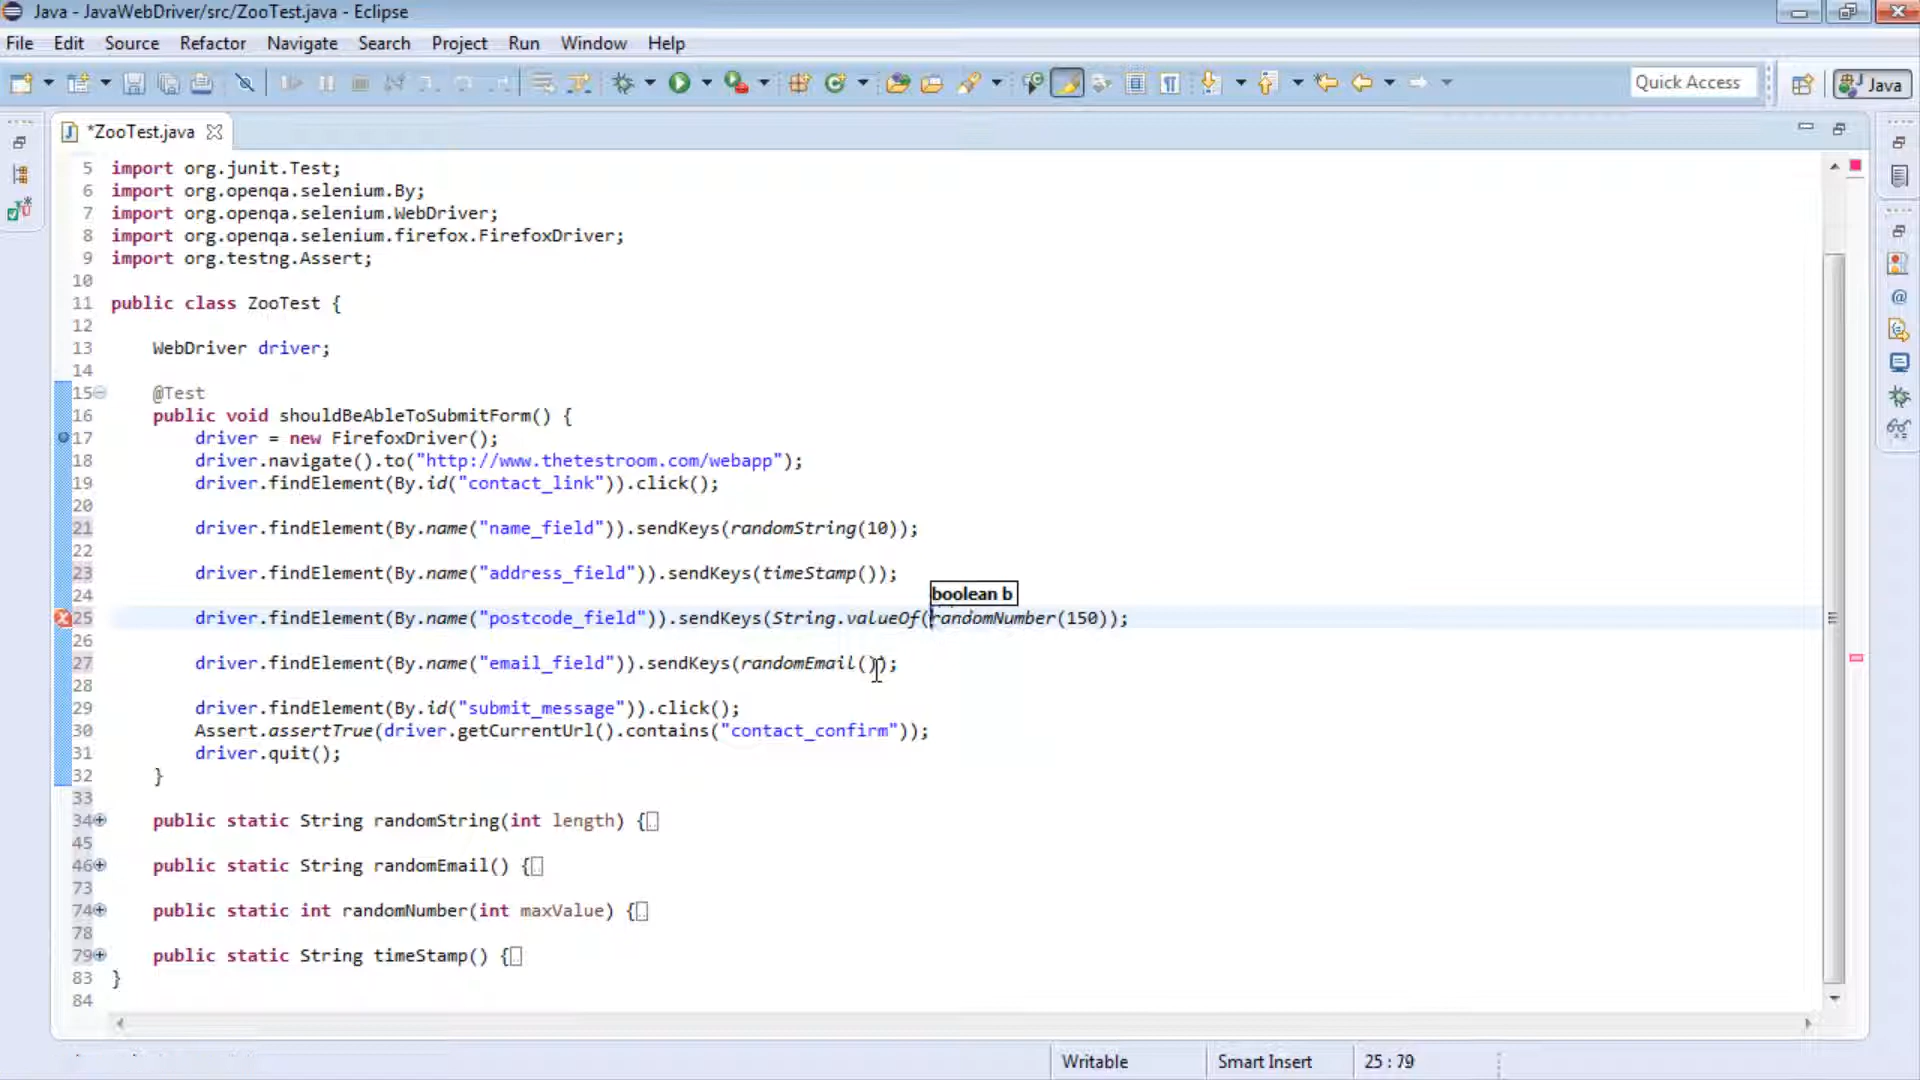 Java - JavaWebDriver/src/ZooTest.java - Eclipse
File Edit Source Refactor Navigate Search Project Run Window Help
Quick Access Java
*ZooTest.java
5 import org.junit.Test;
6 import org.openqa.selenium.By;
7 import org.openqa.selenium.WebDriver;
8 import org.openqa.selenium.firefox.FirefoxDriver;
9 import org.testng.Assert;
10
11 public class ZooTest {
12
13 WebDriver driver;
14
15 @Test
16 public void shouldBeAbleToSubmitForm() {
17 driver = new FirefoxDriver();
18 driver.navigate().to("http://www.thetestroom.com/webapp");
19 driver.findElement(By.id("contact_link")).click();
20
21 driver.findElement(By.name("name_field")).sendKeys(randomString(10));
22
23 driver.findElement(By.name("address_field")).sendKeys(timeStamp());
24
boolean b
25 driver.findElement(By.name("postcode_field")).sendKeys(String.valueOf(randomNumber(150));
26
27 driver.findElement(By.name("email_field")).sendKeys(randomEmail());
28
29 driver.findElement(By.id("submit_message")).click();
30 Assert.assertTrue(driver.getCurrentUrl().contains("contact_confirm"));
31 driver.quit();
32 }
33
34 public static String randomString(int length) {
45
46 public static String randomEmail() {
73
74 public static int randomNumber(int maxValue) {
78
79 public static String timeStamp() {
83 }
84
Writable Smart Insert 25 : 79